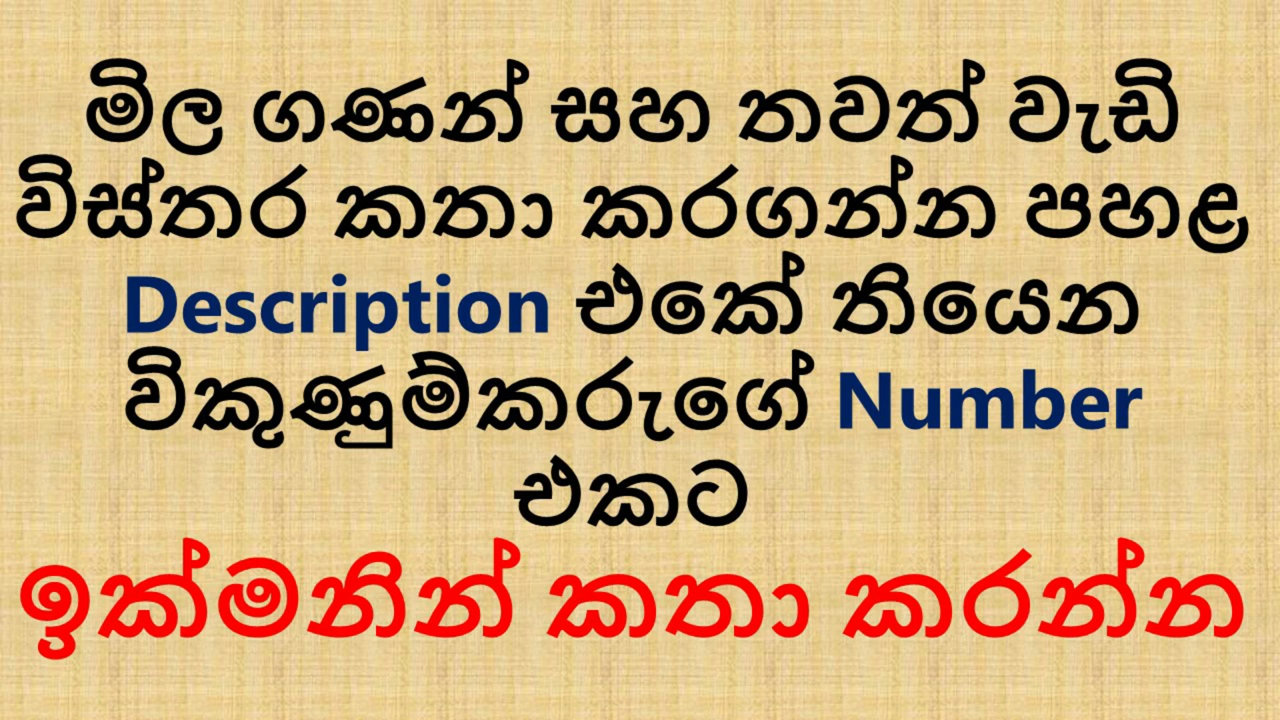 මිල ගණන් සහ තවත් වැඩි
විස්තර කතා කරගන්න පහළ
Description එකේ තියෙන
විකුණුම්කරුගේ Number
එකට
ඉක්මනින් කතා කරන්න